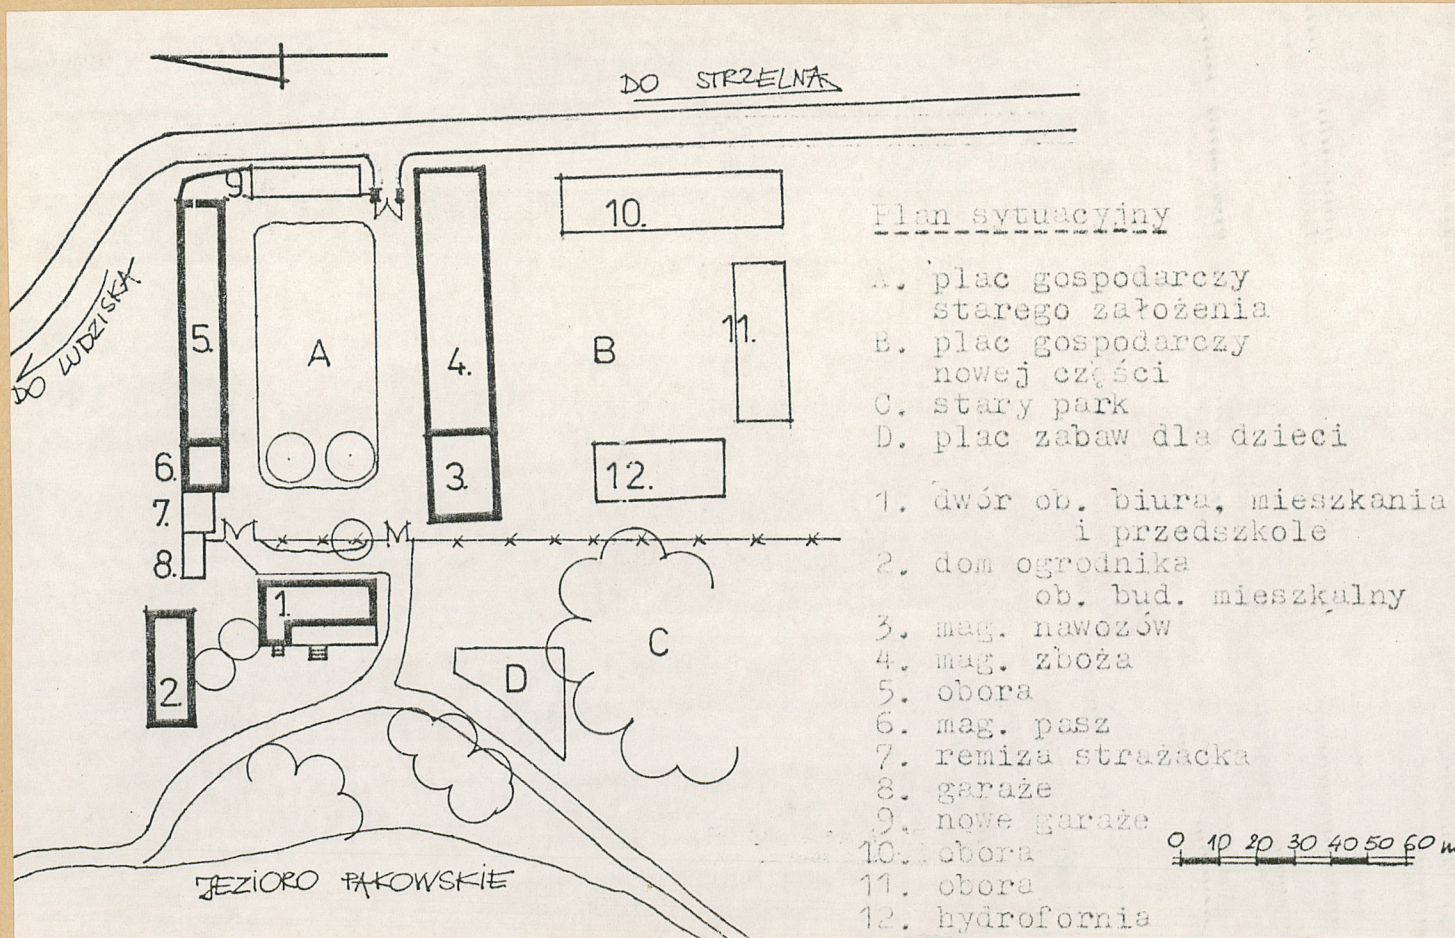 DO STRZELNA
DO LUDZISKA
9.
10.
5.
A
4.
B
11.
6.
3.
12.
7.
8.
1.
2.
C
D
JEZIORO PĄKOWSKIE
Plan sytuacyjny
A. plac gospodarczy
starego założenia
B. plac gospodarczy
nowej części
C. stary park
D. plac zabaw dla dzieci
1. dwór ob. biura, mieszkania
i przedszkole
2. dom ogrodnika
ob. bud. mieszkalny
3. mag. nawozów
4. mag. zboża
5. obora
6. mag. pasz
7. remiza strażacka
8. garaże
9. nowe garaże
10. obora
11. obora
12. hydrofornia
0 10 20 30 40 50 60 m